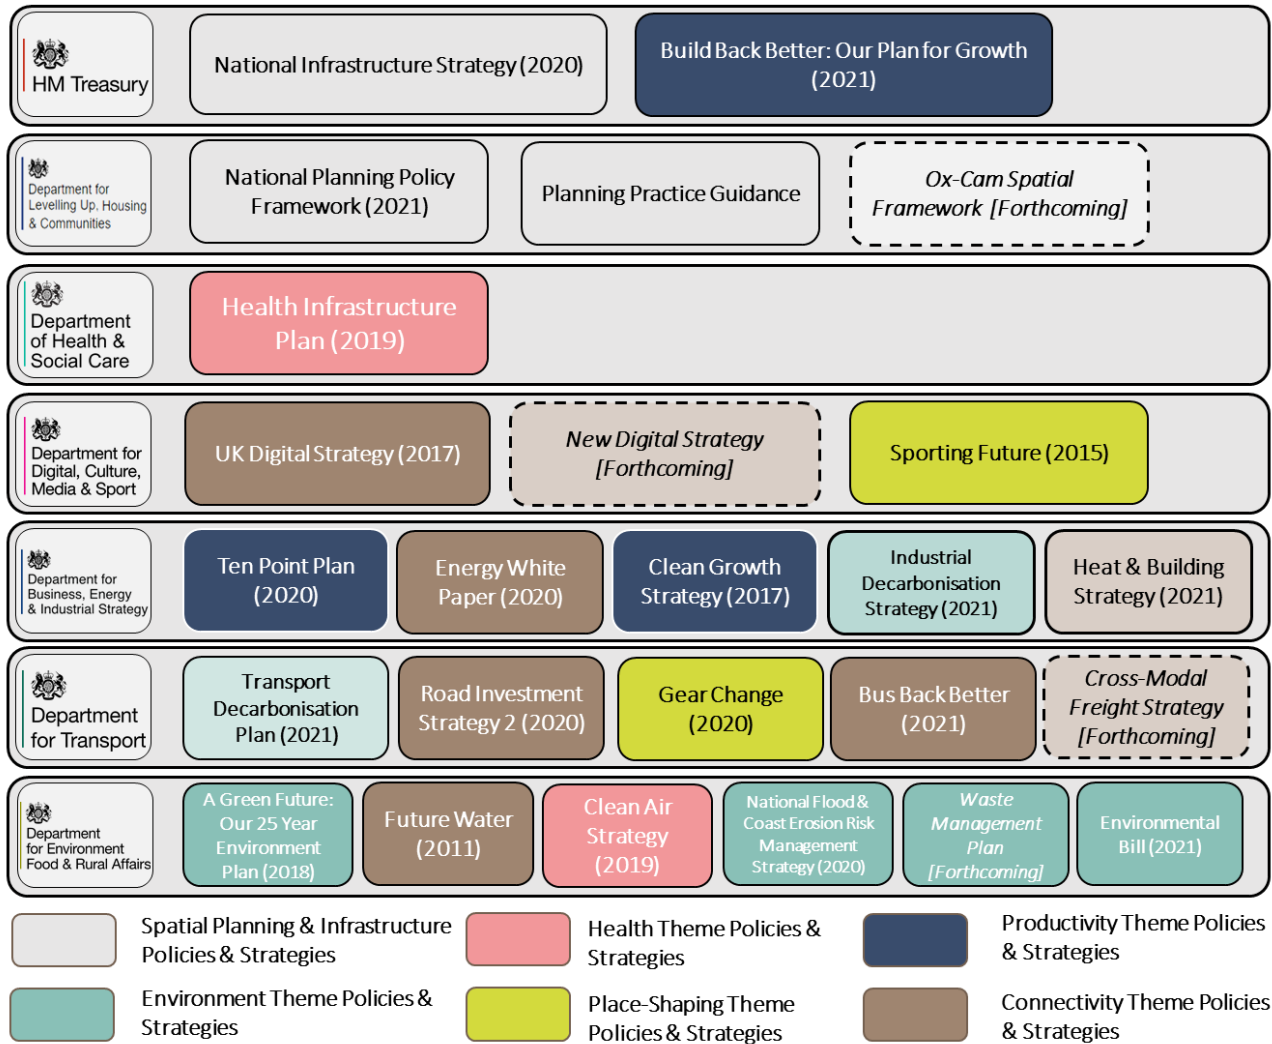 HM Treasury
National Infrastructure Strategy (2020)
Build Back Better: Our Plan for Growth
(2021)
Department for
Levelling Up, Housing
& Communities
National Planning Policy
Framework (2021)
Planning Practice Guidance
Ox-Cam Spatial
Framework [Forthcoming]
Department
of Health &
Social Care
Health Infrastructure
Plan (2019)
Department for
Digital, Culture,
Media & Sport
UK Digital Strategy (2017)
New Digital Strategy
[Forthcoming]
Sporting Future (2015)
Department for
Business, Energy
& Industrial Strategy
Ten Point Plan
(2020)
Energy White
Paper (2020)
Clean Growth
Strategy (2017)
Industrial
Decarbonisation
Strategy (2021)
Heat & Building
Strategy (2021)
Department
for Transport
Transport
Decarbonisation
Plan (2021)
Road Investment
Strategy 2 (2020)
Gear Change
(2020)
Bus Back Better
(2021)
Cross-Modal
Freight Strategy
[Forthcoming]
Department
for Environment
Food & Rural Affairs
A Green Future:
Our 25 Year
Environment
Plan (2018)
Future Water
(2011)
Clean Air
Strategy
(2019)
National Flood &
Coast Erosion Risk
Management
Strategy (2020)
Waste
Management
Plan
[Forthcoming]
Environmental
Bill (2021)
Spatial Planning & Infrastructure
Policies & Strategies
Health Theme Policies &
Strategies
Productivity Theme Policies
& Strategies
Environment Theme Policies &
Strategies
Place-Shaping Theme
Policies & Strategies
Connectivity Theme Policies
& Strategies